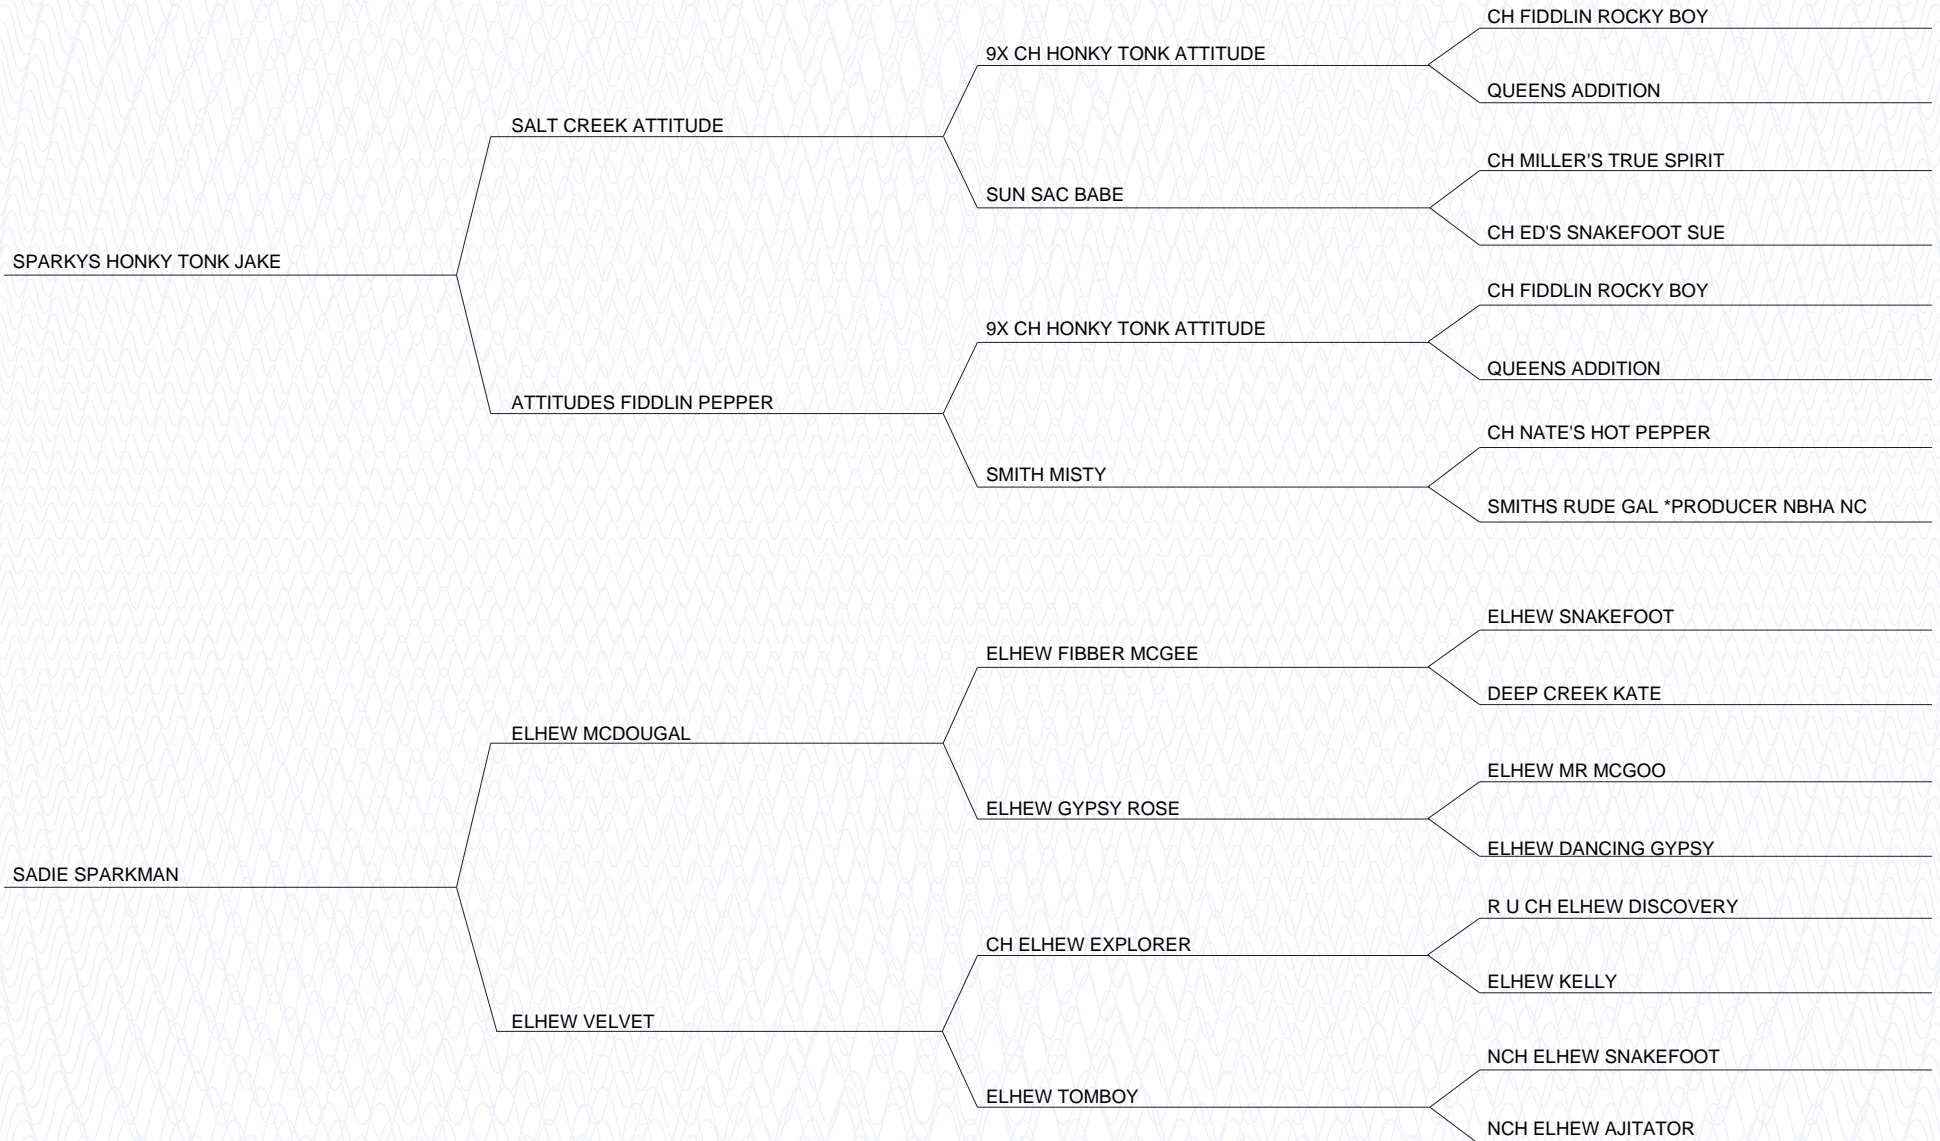 CH FIDDLIN ROCKY BOY
9X CH HONKY TONK ATTITUDE
QUEENS ADDITION
SALT CREEK ATTITUDE
CH MILLER'S TRUE SPIRIT
SUN SAC BABE
CH ED'S SNAKEFOOT SUE
SPARKYS HONKY TONK JAKE
CH FIDDLIN ROCKY BOY
9X CH HONKY TONK ATTITUDE
QUEENS ADDITION
ATTITUDES FIDDLIN PEPPER
CH NATE'S HOT PEPPER
SMITH MISTY
SMITHS RUDE GAL *PRODUCER NBHA NC
ELHEW SNAKEFOOT
ELHEW FIBBER MCGEE
DEEP CREEK KATE
ELHEW MCDOUGAL
ELHEW MR MCGOO
ELHEW GYPSY ROSE
ELHEW DANCING GYPSY
SADIE SPARKMAN
R U CH ELHEW DISCOVERY
CH ELHEW EXPLORER
ELHEW KELLY
ELHEW VELVET
NCH ELHEW SNAKEFOOT
ELHEW TOMBOY
NCH ELHEW AJITATOR